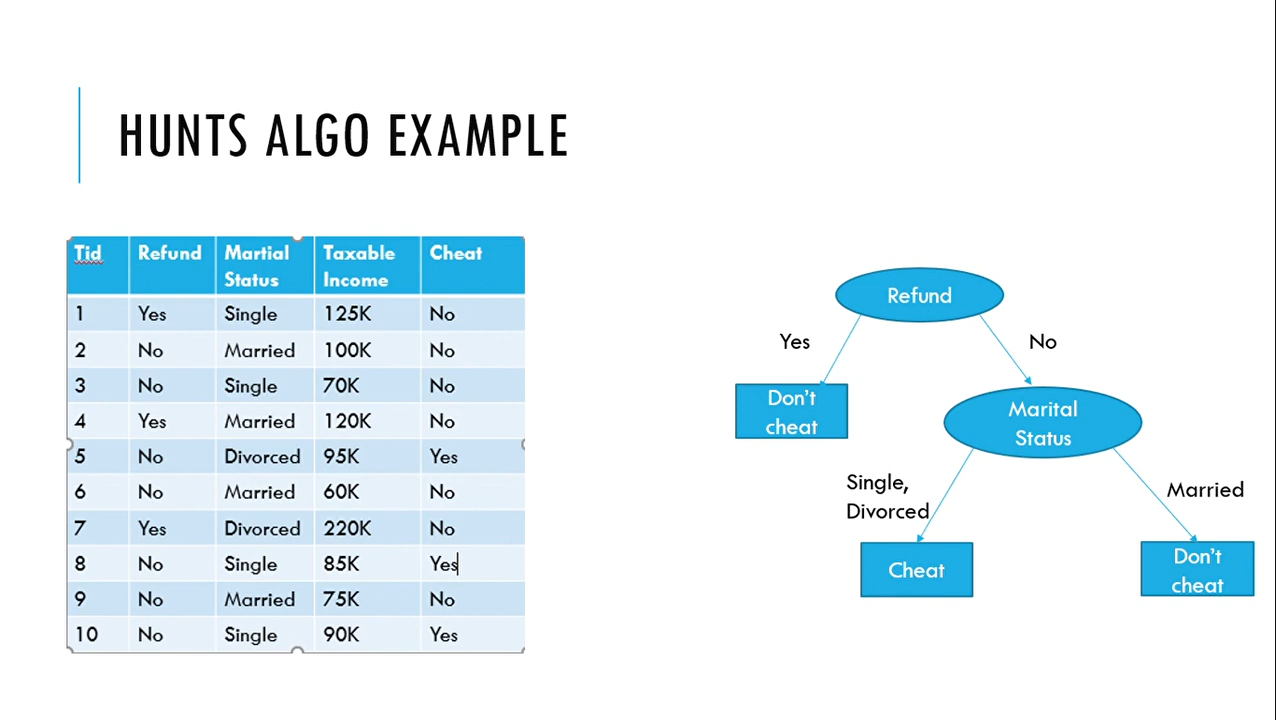 HUNTS ALGO EXAMPLE
Tid Refund Martial Status Taxable Income Cheat
1 Yes Single 125K No
2 No Married 100K No
3 No Single 70K No
4 Yes Married 120K No
5 No Divorced 95K Yes
6 No Married 60K No
7 Yes Divorced 220K No
8 No Single 85K Yes
9 No Married 75K No
10 No Single 90K Yes
Refund
Yes
No
Don't
cheat
Marital
Status
Single,
Divorced
Married
Cheat
Don't
cheat